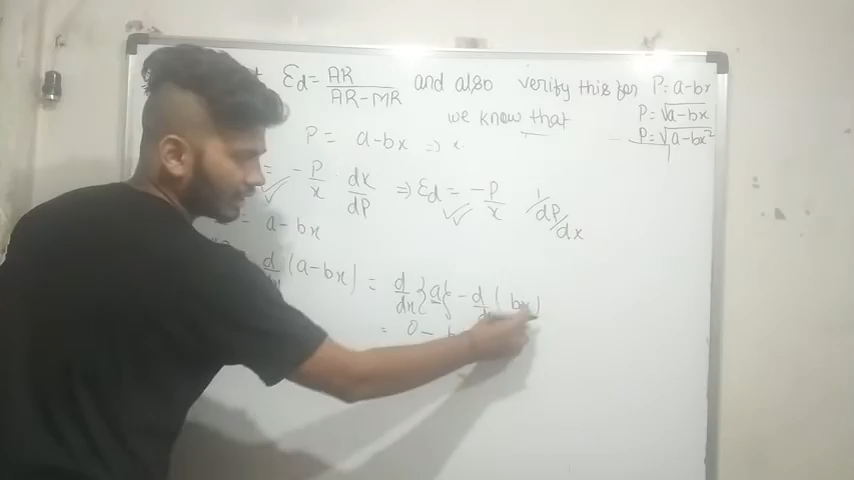 t Ed = AR/AR-MR and also verify this for P = a-bx
P = √a-bx
we know that
P = √a-bx²
P = a-bx ⇒ x
= -P/x · dx/dP ⇒ Ed = -P/x 1/dP/dx
= a-bx
d (a-bx) = d/dx {a} - d (bx)
= 0 -